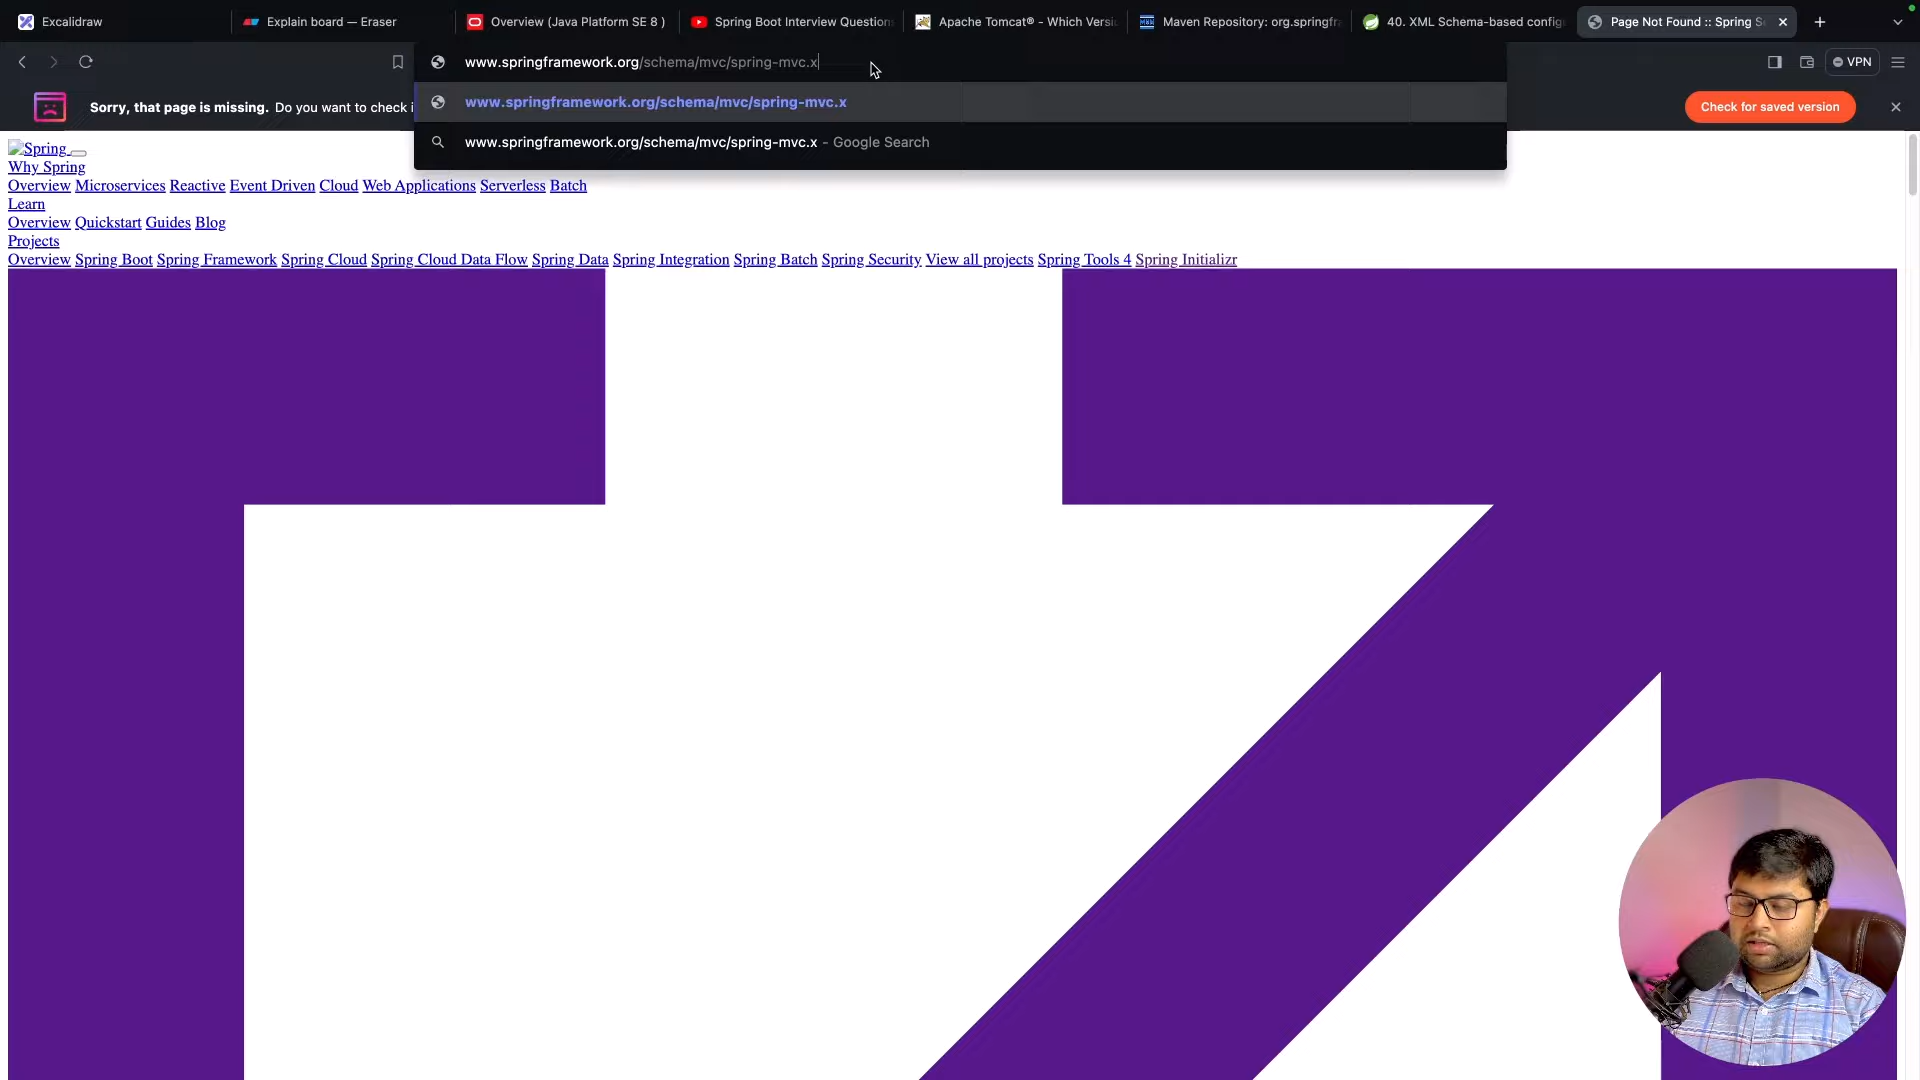 Excalidraw
Explain board — Eraser
Overview (Java Platform SE 8 )
Spring Boot Interview Question
Apache Tomcat® - Which Versi
Maven Repository: org.springfra
40. XML Schema-based config
Page Not Found :: Spring S
www.springframework.org/schema/mvc/spring-mvc.x
VPN
Sorry, that page is missing. Do you want to check i
www.springframework.org/schema/mvc/spring-mvc.x
Check for saved version
www.springframework.org/schema/mvc/spring-mvc.x - Google Search
Spring
Why Spring
Overview Microservices Reactive Event Driven Cloud Web Applications Serverless Batch
Learn
Overview Quickstart Guides Blog
Projects
Overview Spring Boot Spring Framework Spring Cloud Spring Cloud Data Flow Spring Data Spring Integration Spring Batch Spring Security View all projects Spring Tools 4 Spring Initializr